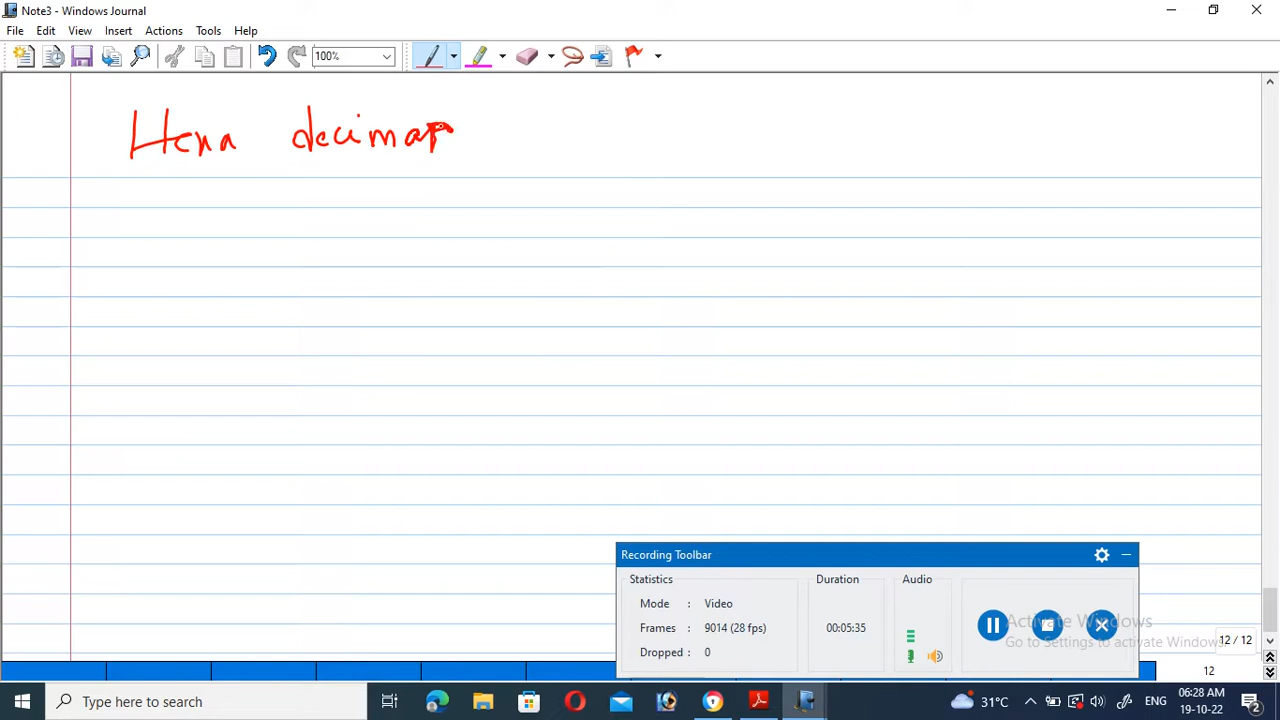 Note3 - Windows Journal
File Edit View Insert Actions Tools Help
100%
Hexa decimal
Recording Toolbar
Statistics Duration Audio
Mode : Video
Frames : 9014 (28 fps) 00:05:35
Dropped : 0
Activate Windows
Go to Settings to activate Windows.
12 / 12
12
Type here to search
31°C ENG 06:28 AM
19-10-22 2